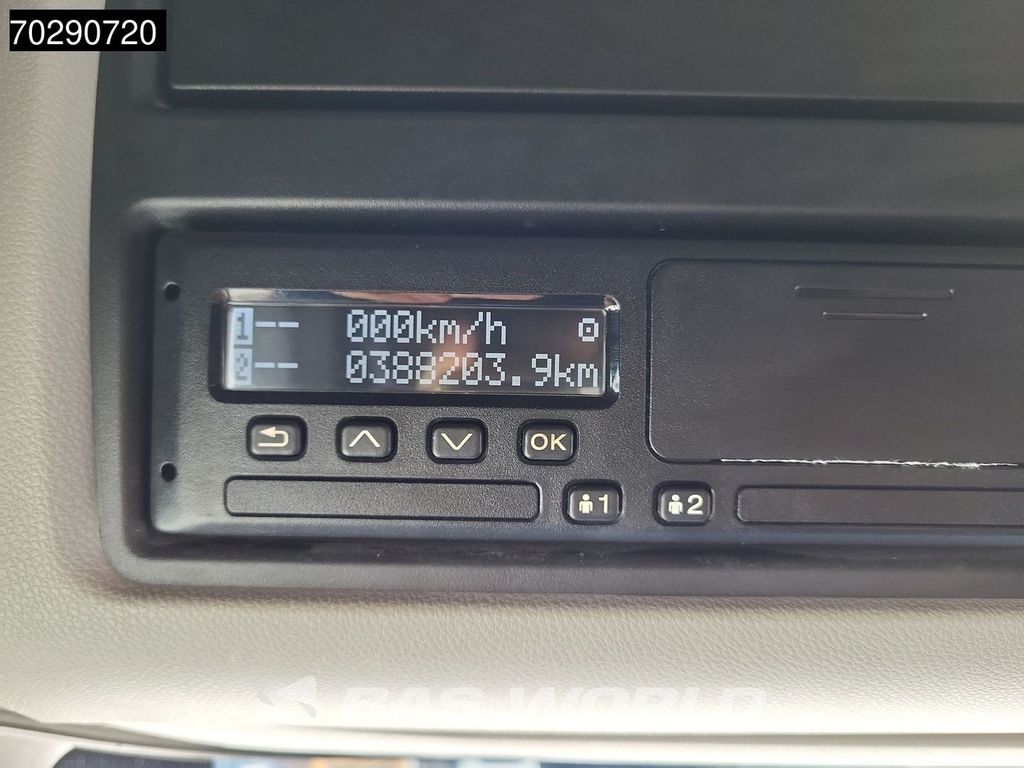 70290720
1-- 000km/h
2-- 0388203.9km
OK
1 2
BAS WORLD